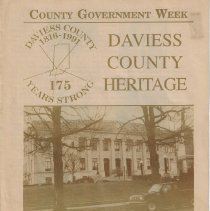 COUNTY GOVERNMENT WEEK
DAVIESS COUNTY
1816-1991
175
YEARS STRONG
DAVIESS
COUNTY
HERITAGE